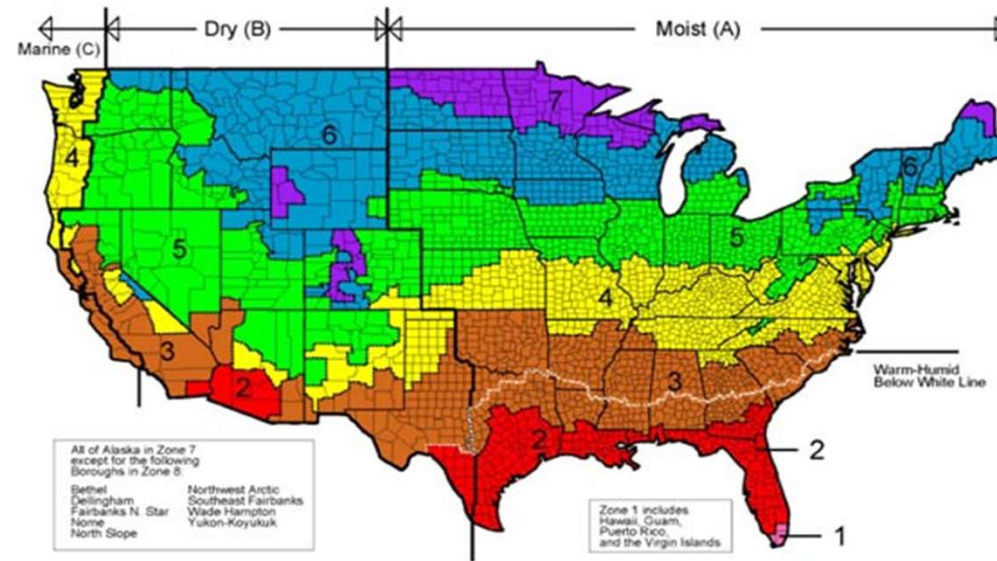 Marine (C)
Dry (B)
Moist (A)
7
6
4
6
5
5
4
3
3
Warm-Humid
Below White Line
2
2
2
1
All of Alaska in Zone 7
except for the following
Boroughs in Zone 8:
Bethel Northwest Arctic
Dellingham Southeast Fairbanks
Fairbanks N. Star Wade Hampton
Nome Yukon-Koyukuk
North Slope
Zone 1 includes
Hawaii, Guam,
Puerto Rico,
and the Virgin Islands